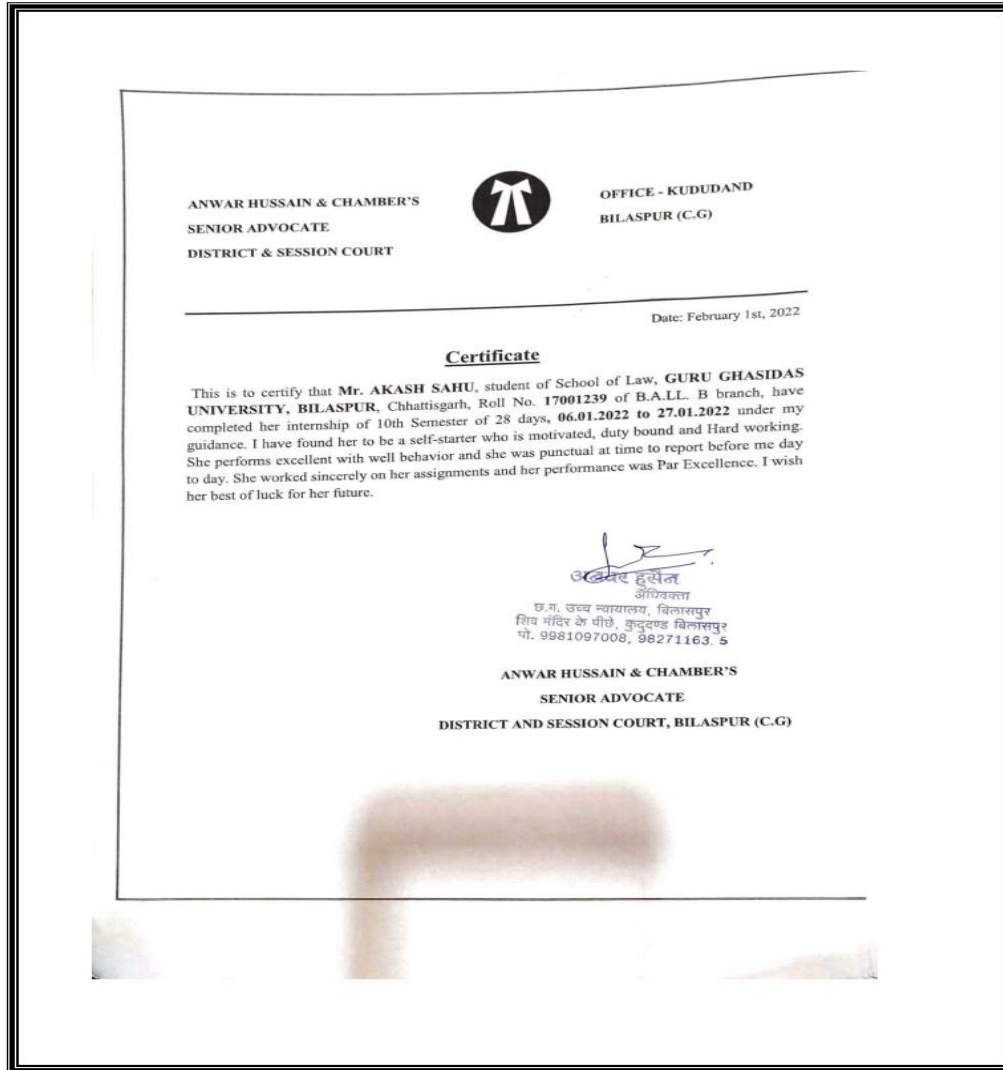 ANWAR HUSSAIN & CHAMBER'S
SENIOR ADVOCATE
DISTRICT & SESSION COURT
OFFICE - KUDUDAND
BILASPUR (C.G)
Date: February 1st, 2022
Certificate
This is to certify that Mr. AKASH SAHU, student of School of Law, GURU GHASIDAS
UNIVERSITY, BILASPUR, Chhattisgarh, Roll No. 17001239 of B.A.LL. B branch, have
completed her internship of 10th Semester of 28 days, 06.01.2022 to 27.01.2022 under my
guidance. I have found her to be a self-starter who is motivated, duty bound and Hard working.
She performs excellent with well behavior and she was punctual at time to report before me day
to day. She worked sincerely on her assignments and her performance was Par Excellence. I wish
her best of luck for her future.
हुसैन
अधिवक्ता
छ.ग. उच्च न्यायालय, बिलासपुर
शिव मंदिर के पीछे, कुदुदण्ड बिलासपुर
मो. 9981097008, 98271163. 5
ANWAR HUSSAIN & CHAMBER'S
SENIOR ADVOCATE
DISTRICT AND SESSION COURT, BILASPUR (C.G)